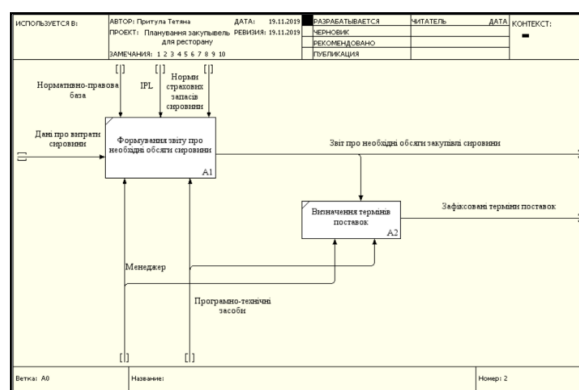 ИСПОЛЬЗУЕТСЯ В:
АВТОР: Притула Тетяна
ДАТА: 19.11.2019
РАЗРАБАТЫВАЕТСЯ
ЧИТАТЕЛЬ
ДАТА
КОНТЕКСТ:
ПРОЕКТ: Планування закупівель
для ресторану
РЕВИЗИЯ: 19.11.2019
ЧЕРНОВИК
РЕКОМЕНДОВАНО
ЗАМЕЧАНИЯ: 1 2 3 4 5 6 7 8 9 10
ПУБЛИКАЦИЯ
Нормативно-правова
база
IPL
Норми
страхових
запасів
сировини
Дані про витрати
сировини
Формування звіту про
необхідні обсяги сировини
A1
Звіт про необхідні обсяги закупівлі сировини
Визначення термінів
поставок
A2
Зафіксовані терміни поставок
Менеджер
Програмно-технічні
засоби
Ветка: A0
Название:
Номер: 2